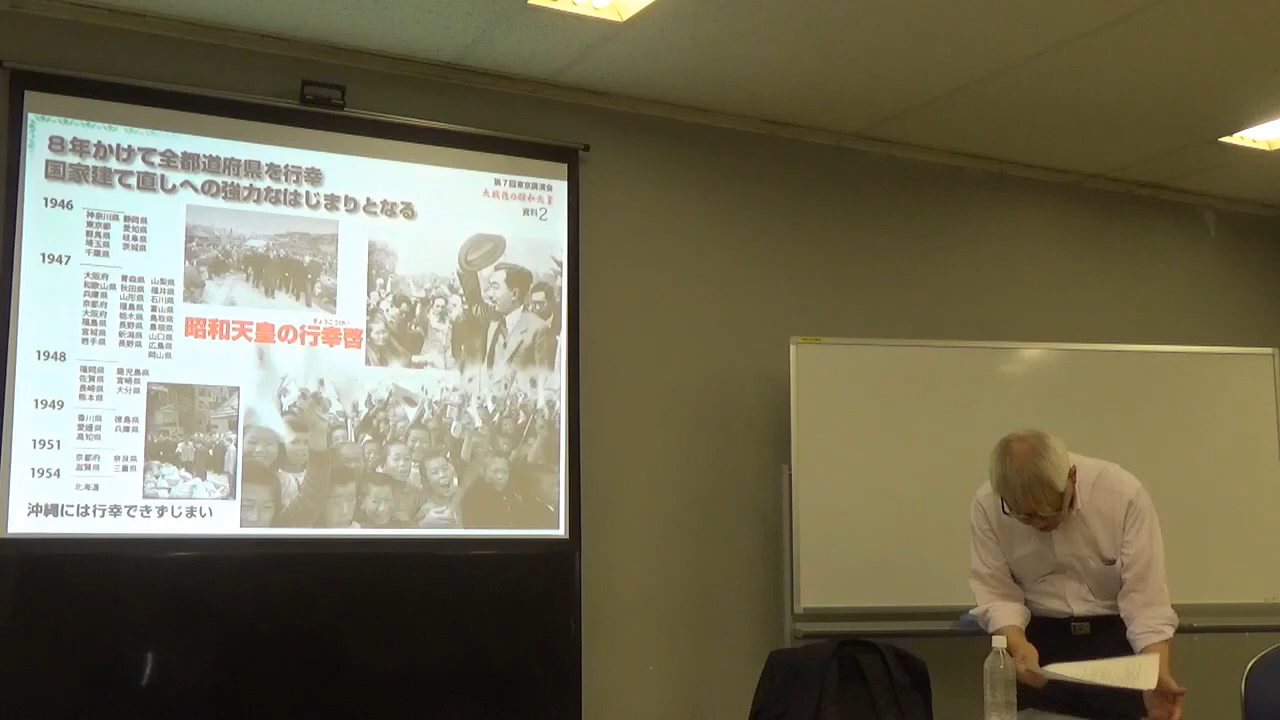 8年かけて全都道府県を行幸
国家建て直しへの強力なはじまりとなる
第7回東京講演会
大戦後の昭和天皇
資料2
1946
神奈川県 静岡県
東京都 愛知県
群馬県 岐阜県
埼玉県 茨城県
千葉県
1947
大阪府 青森県 山梨県
和歌山県 秋田県 福井県
兵庫県 山形県 石川県
京都府 福島県 富山県
大阪府 栃木県 鳥取県
福島県 長野県 島根県
宮城県 新潟県 山口県
岩手県 長野県 広島県
岡山県
きょうこう(けい)
昭和天皇の行幸啓
1948
福岡県 鹿児島県
佐賀県 宮崎県
長崎県 大分県
熊本県
1949
香川県 徳島県
愛媛県 兵庫県
高知県
1951
京都府 奈良県
滋賀県 三重県
1954
北海道
沖縄には行幸できずじまい